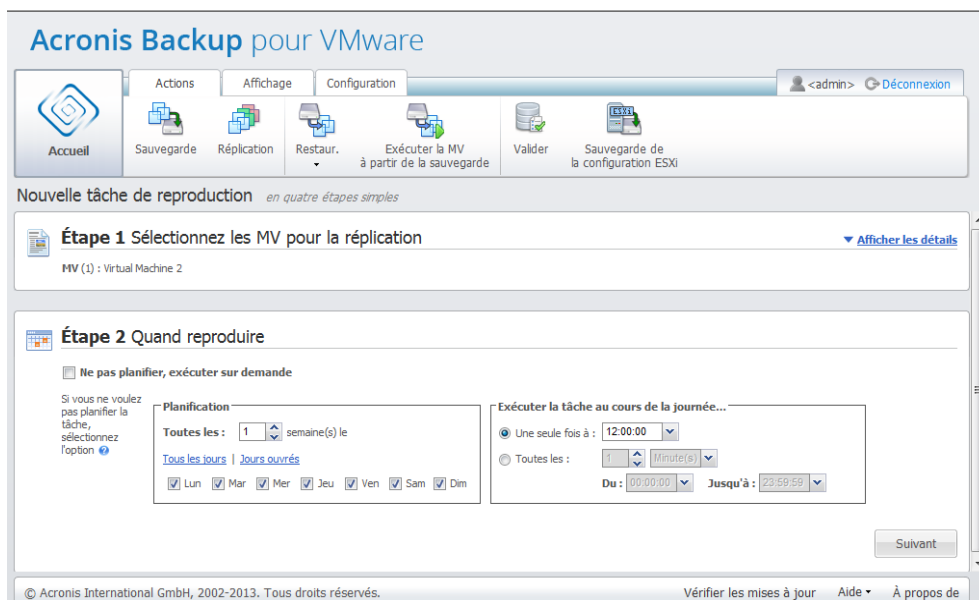 Acronis Backup pour VMware
Actions Affichage Configuration
<admin> Déconnexion
Accueil
Sauvegarde
Réplication
Restaur.
Exécuter la MV
à partir de la sauvegarde
Valider
ESXi
Sauvegarde de
la configuration ESXi
Nouvelle tâche de reproduction en quatre étapes simples
Étape 1 Sélectionnez les MV pour la réplication
Afficher les détails
MV (1) : Virtual Machine 2
Étape 2 Quand reproduire
Ne pas planifier, exécuter sur demande
Si vous ne voulez
pas planifier la
tâche,
sélectionnez
l'option
Planification
Toutes les : 1 semaine(s) le
Tous les jours | Jours ouvrés
Lun Mar Mer Jeu Ven Sam Dim
Exécuter la tâche au cours de la journée...
Une seule fois à : 12:00:00
Toutes les : 1 Minute(s)
Du : 00:00:00 Jusqu'à : 23:59:59
Suivant
© Acronis International GmbH, 2002-2013. Tous droits réservés.
Vérifier les mises à jour Aide À propos de